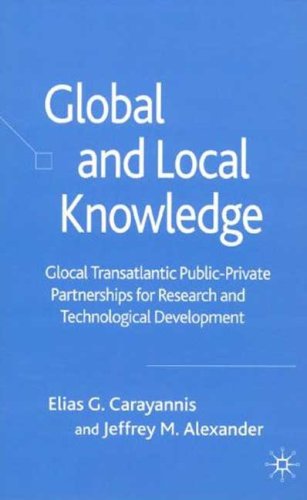 Global
and Local
Knowledge
Glocal Transatlantic Public-Private
Partnerships for Research and
Technological Development
Elias G. Carayannis
and Jeffrey M. Alexander